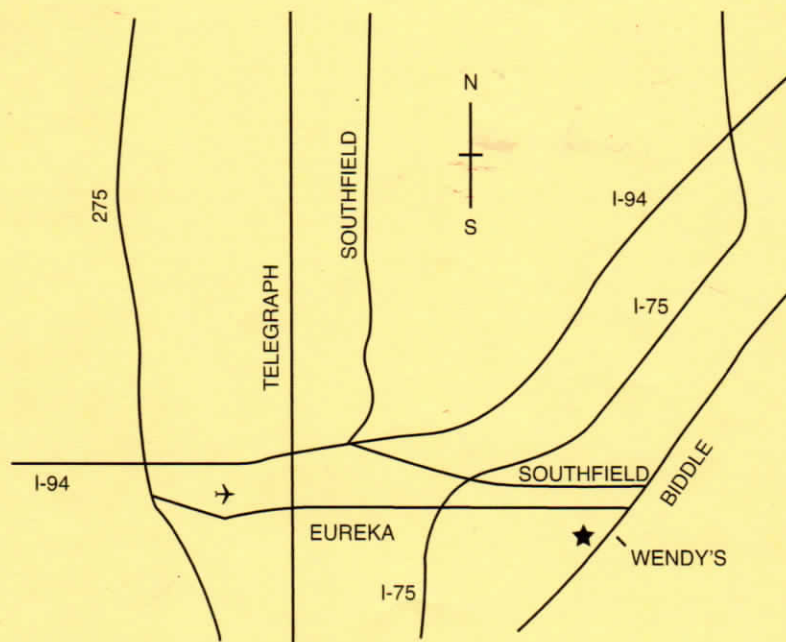 N
S
275
SOUTHFIELD
TELEGRAPH
I-94
I-75
I-94
SOUTHFIELD
BIDDLE
EUREKA
WENDY'S
I-75